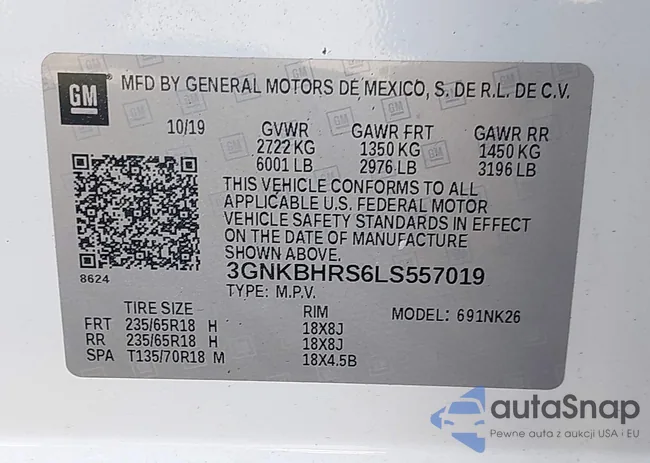 GM MFD BY GENERAL MOTORS DE MEXICO, S. DE R.L. DE C.V.
10/19 GVWR GAWR FRT GAWR RR
2722 KG 1350 KG 1450 KG
6001 LB 2976 LB 3196 LB
THIS VEHICLE CONFORMS TO ALL
APPLICABLE U.S. FEDERAL MOTOR
VEHICLE SAFETY STANDARDS IN EFFECT
ON THE DATE OF MANUFACTURE
SHOWN ABOVE.
8624 3GNKBHRS6LS557019
TYPE: M.P.V.
TIRE SIZE RIM MODEL: 691NK26
FRT 235/65R18 H 18X8J
RR 235/65R18 H 18X8J
SPA T135/70R18 M 18X4.5B
autaSnap
Pewne auta z aukcji USA i EU